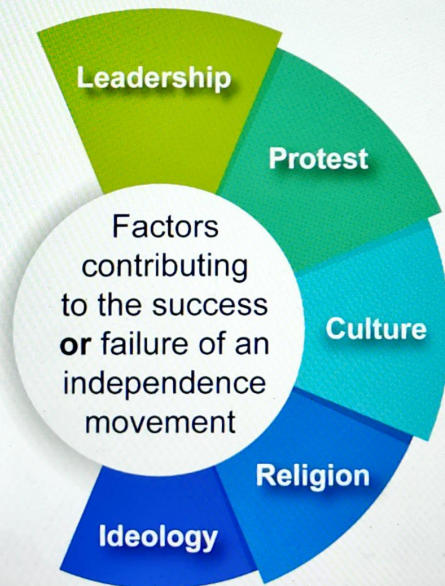 Leadership
Protest
Culture
Religion
Ideology
Factors
contributing
to the success
or failure of an
independence
movement